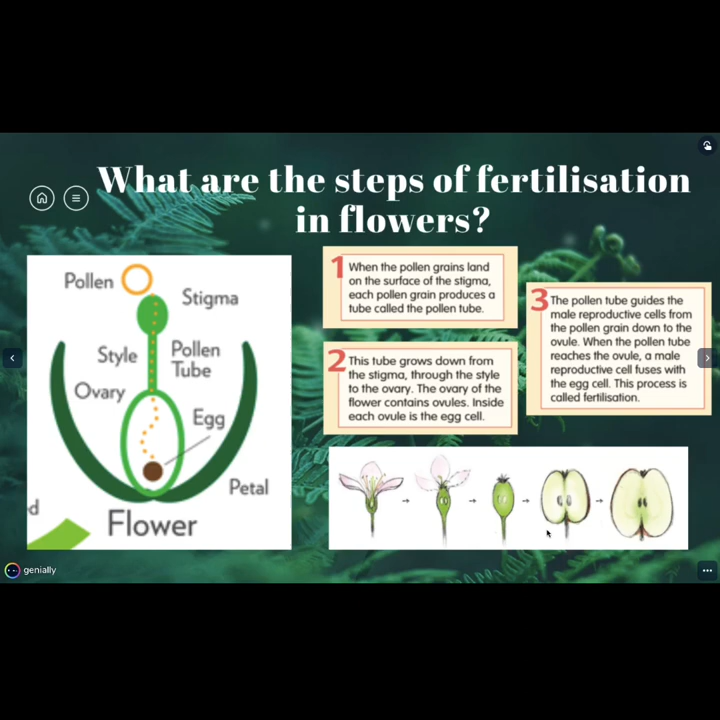 What are the steps of fertilisation
in flowers?
Pollen
Stigma
Style
Pollen
Tube
Ovary
Egg
Petal
d
Flower
1
When the pollen grains land
on the surface of the stigma,
each pollen grain produces a
tube called the pollen tube.
2
This tube grows down from
the stigma, through the style
to the ovary. The ovary of the
flower contains ovules. Inside
each ovule is the egg cell.
3
The pollen tube guides the
male reproductive cells from
the pollen grain down to the
ovule. When the pollen tube
reaches the ovule, a male
reproductive cell fuses with
the egg cell. This process is
called fertilisation.
genially